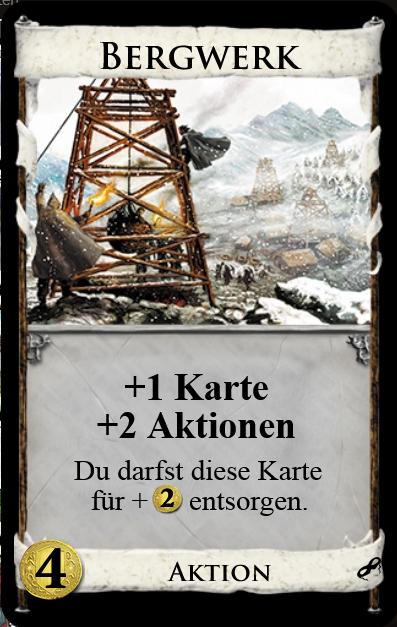 BERGWERK
+1 Karte
+2 Aktionen
Du darfst diese Karte
für + 2 entsorgen.
4
AKTION